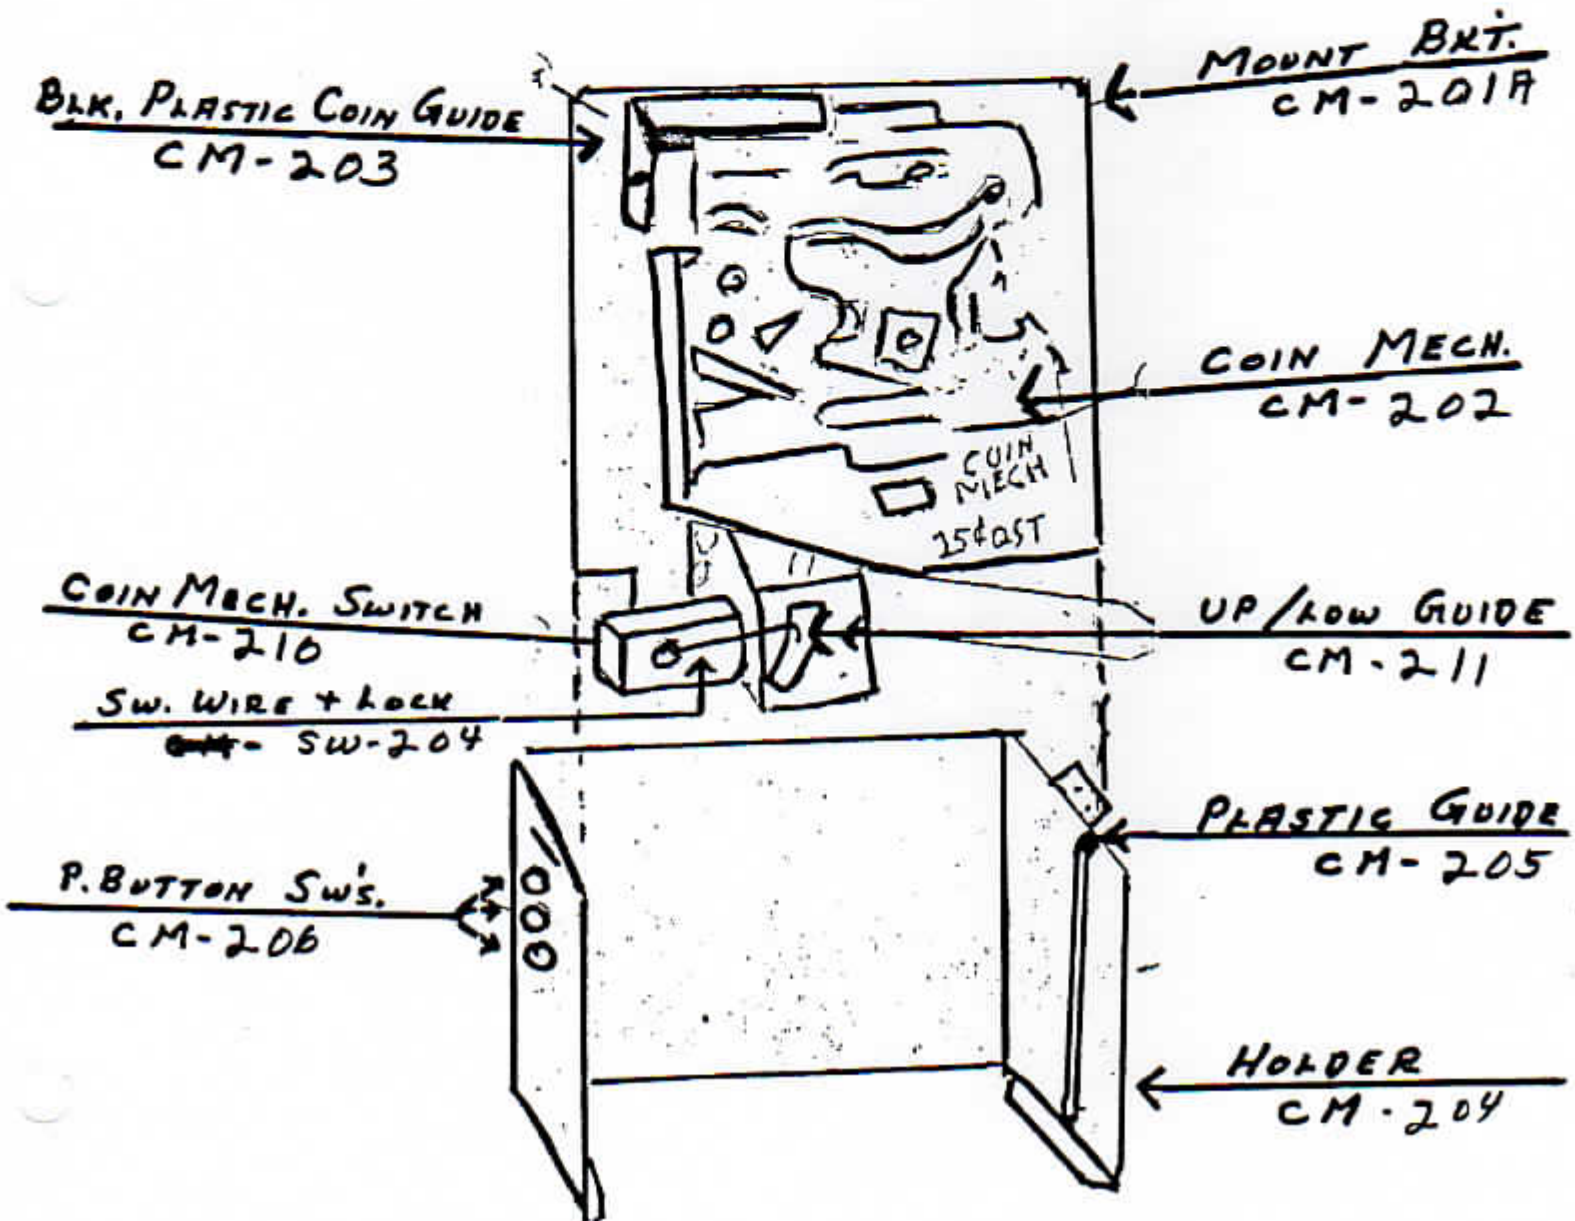 MOUNT BKT.
CM-201A
BLK. PLASTIC COIN GUIDE
CM-203
COIN MECH.
CM-202
COIN
MECH
25¢ QST
COIN MECH. SWITCH
CM-210
UP/LOW GUIDE
CM-211
SW. WIRE + LOCK
SW-204
PLASTIC GUIDE
CM-205
P. BUTTON SW'S.
CM-206
HOLDER
CM-204